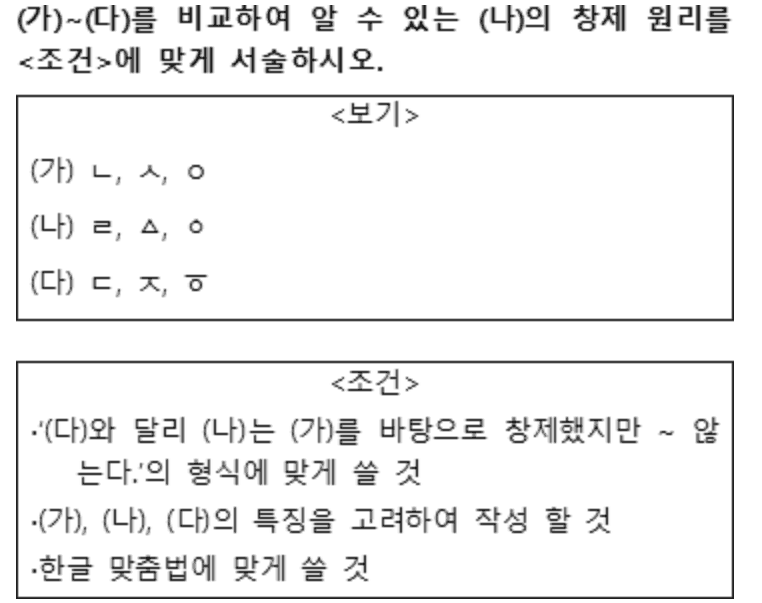 (가)~(다)를 비교하여 알 수 있는 (나)의 창제 원리를
<조건>에 맞게 서술하시오.
<보기>
(가) ㄴ, ㅅ, ㅇ
(나) ㄹ, ㅿ, ㆁ
(다) ㄷ, ㅈ, ㅎ
<조건>
·'(다)와 달리 (나)는 (가)를 바탕으로 창제했지만 ~ 않
는다.'의 형식에 맞게 쓸 것
·(가), (나), (다)의 특징을 고려하여 작성 할 것
·한글 맞춤법에 맞게 쓸 것